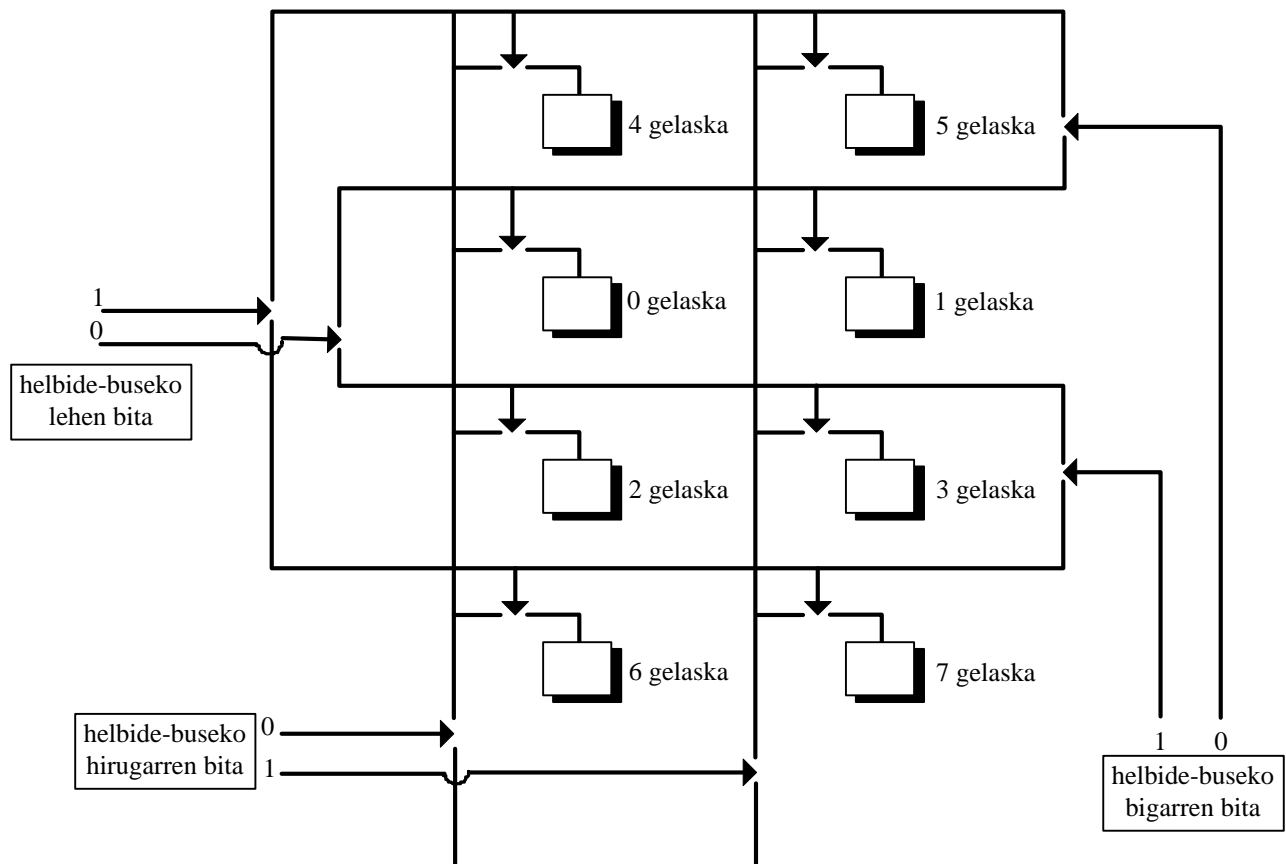 4 gelaska
5 gelaska
0 gelaska
1 gelaska
1
0
helbide-buseko
lehen bita
2 gelaska
3 gelaska
6 gelaska
7 gelaska
helbide-buseko
hirugarren bita
0
1
1
0
helbide-buseko
bigarren bita